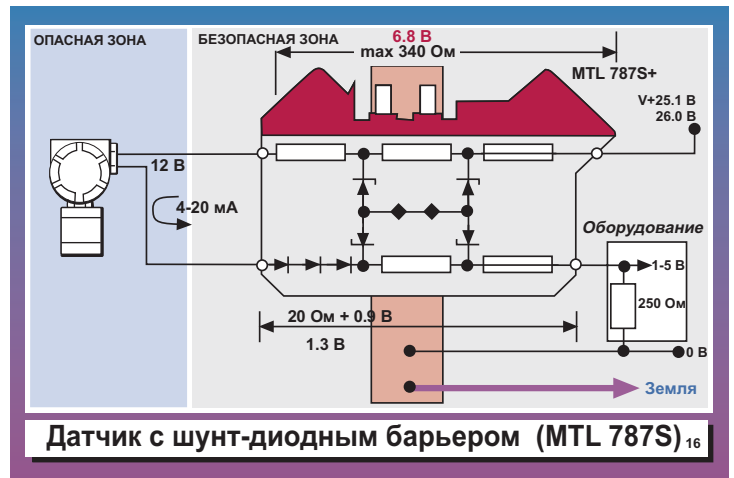 ОПАСНАЯ ЗОНА
БЕЗОПАСНАЯ ЗОНА
6.8 В
max 340 Ом
MTL 787S+
V+25.1 В
26.0 В
12 В
4-20 мА
Оборудование
1-5 В
250 Ом
20 Ом + 0.9 В
1.3 В
0 В
Земля
Датчик с шунт-диодным барьером (MTL 787S) 16